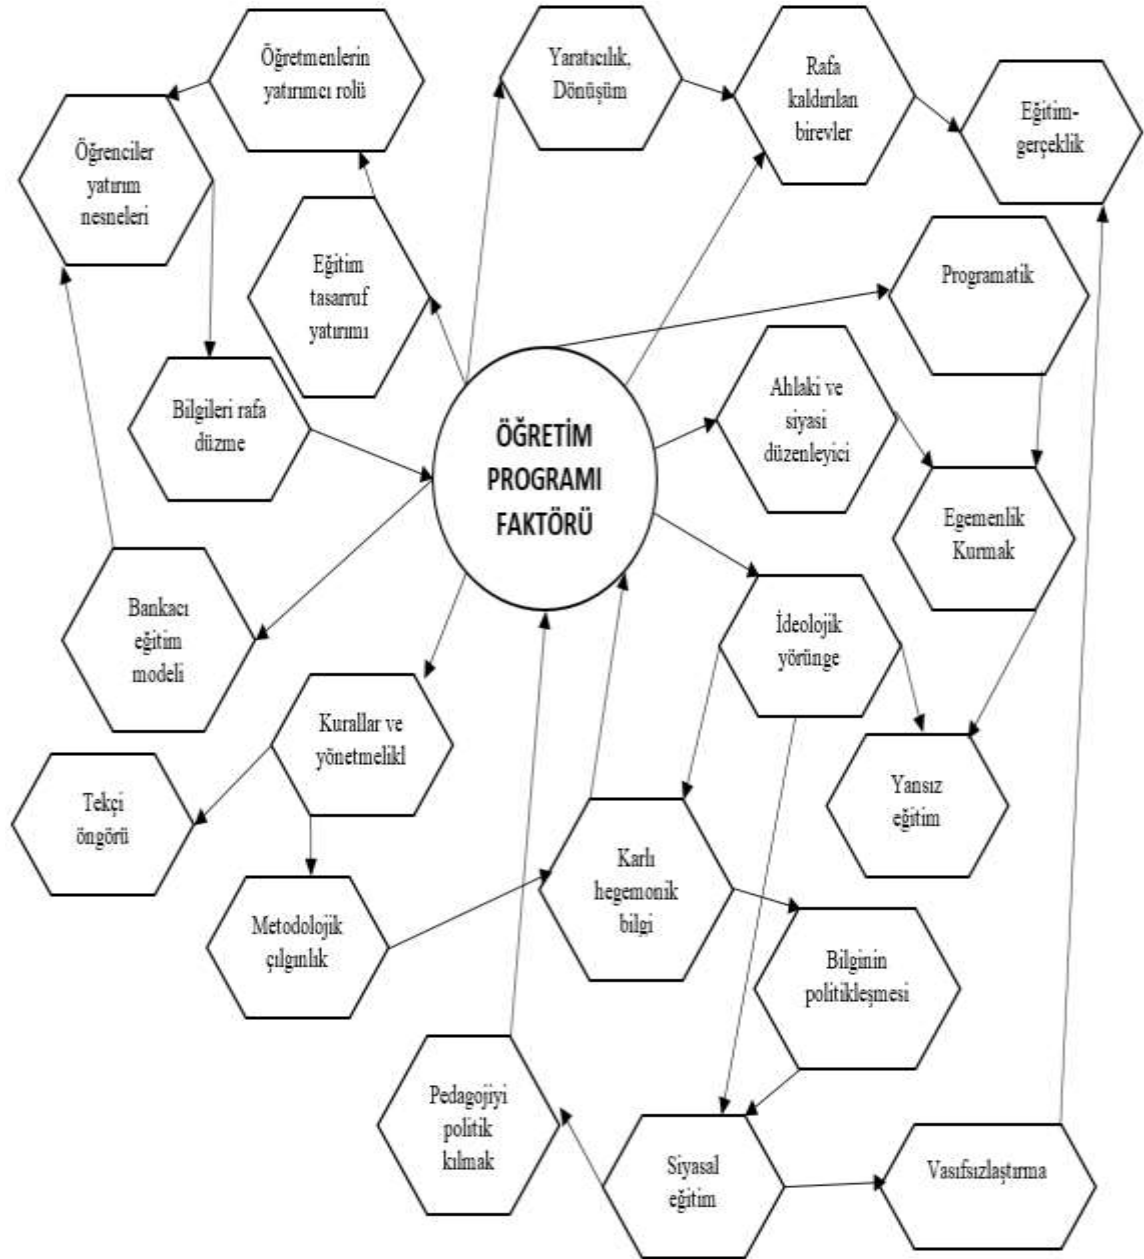 Öğretmenlerin
yatırımcı rolü
Yaratıcılık,
Dönüşüm
Rafa
kaldırılan
birevler
Eğitim-
gerçeklik
Öğrenciler
yatırım
nesneleri
Eğitim
tasarruf
yatırımı
Programatik
Bilgileri rafa
düzme
ÖĞRETİM
PROGRAMI
FAKTÖRÜ
Ahlaki ve
siyasi
düzenleyici
Egemenlik
Kurmak
Bankacı
eğitim
modeli
İdeolojik
yörünge
Kurallar ve
yönetmelikl
Tekçi
öngörü
Yansız
eğitim
Karlı
hegemonik
bilgi
Metodolojik
çılgınlık
Bilginin
politikleşmesi
Pedagojiyi
politik
kılmak
Siyasal
eğitim
Vasıfsızlaştırma